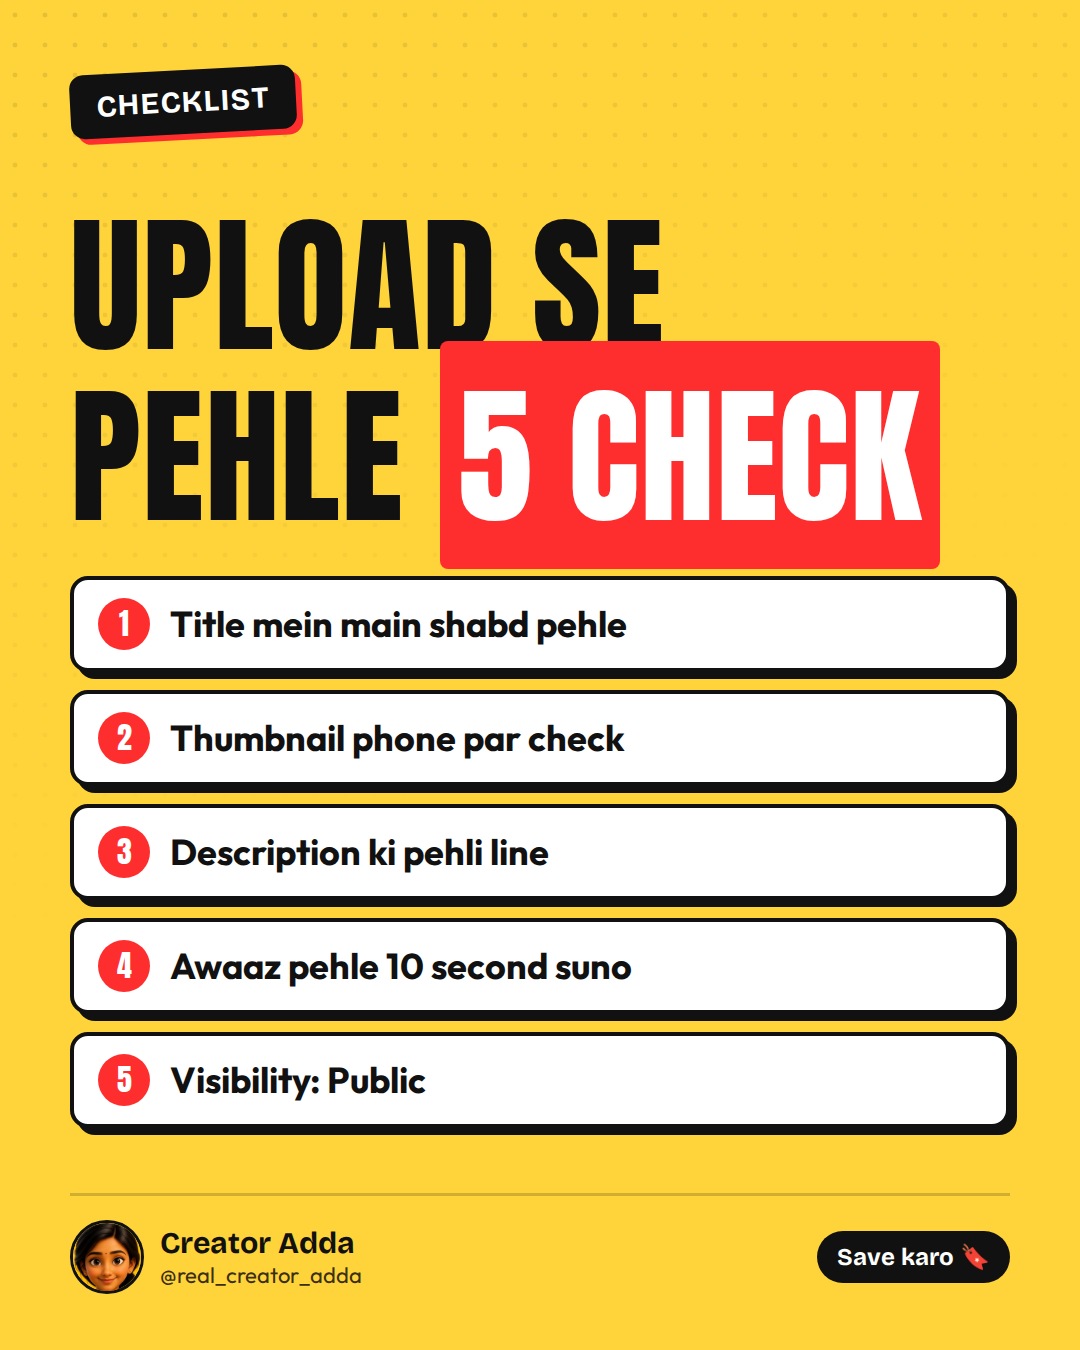 CHECKLIST
UPLOAD SE
PEHLE 5 CHECK
1 Title mein main shabd pehle
2 Thumbnail phone par check
3 Description ki pehli line
4 Awaaz pehle 10 second suno
5 Visibility: Public
Creator Adda
@real_creator_adda
Save karo 🔖